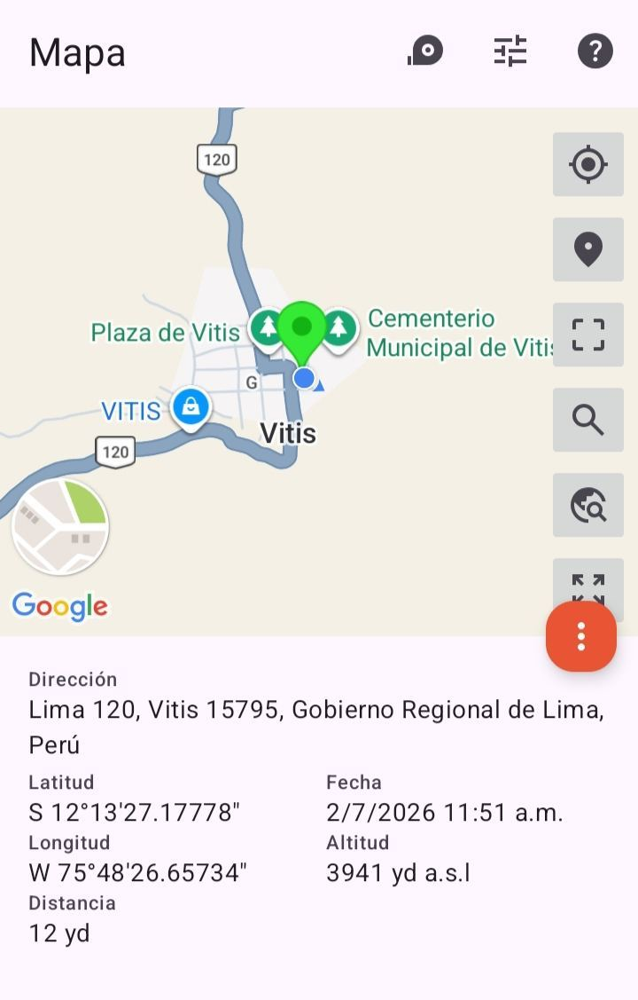 Mapa
120
Plaza de Vitis
Cementerio
Municipal de Vitis
G
VITIS
Vitis
120
Google
Dirección
Lima 120, Vitis 15795, Gobierno Regional de Lima,
Perú
Latitud
S 12°13'27.17778"
Fecha
2/7/2026 11:51 a.m.
Longitud
W 75°48'26.65734"
Altitud
3941 yd a.s.l
Distancia
12 yd